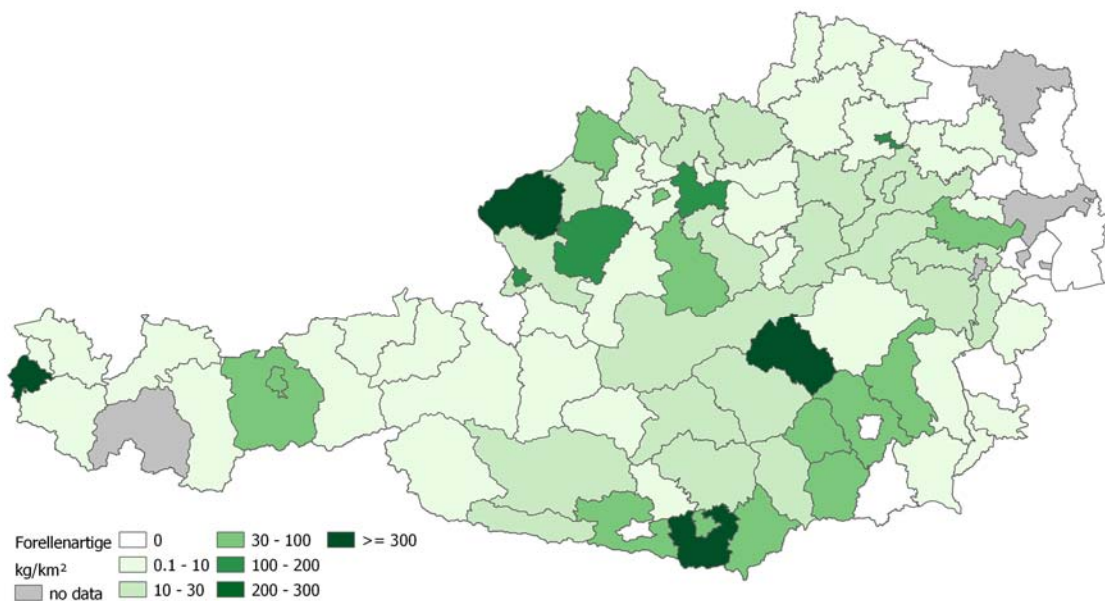 Forellenartige 0 30 - 100 >= 300
kg/km² 0.1 - 10 100 - 200
no data 10 - 30 200 - 300